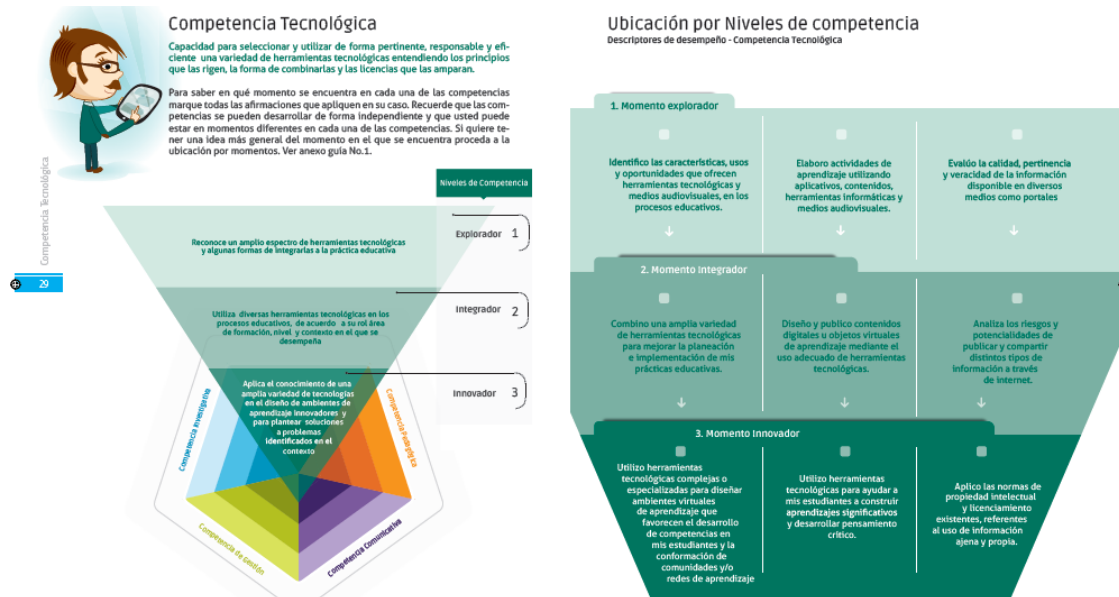 Competencia Tecnológica
Capacidad para seleccionar y utilizar de forma pertinente, responsable y efi-
ciente una variedad de herramientas tecnológicas entendiendo los principios
que las rigen, la forma de combinarlas y las licencias que las amparan.
Para saber en qué momento se encuentra en cada una de las competencias
marque todas las afirmaciones que apliquen en su caso. Recuerde que las com-
petencias se pueden desarrollar de forma independiente y que usted puede
estar en momentos diferentes en cada una de las competencias. Si quiere te-
ner una idea más general del momento en el que se encuentra proceda a la
ubicación por momentos. Ver anexo guía No.1.
Competencia Tecnológica
29
Niveles de Competencia
Explorador 1
Integrador 2
Innovador 3
Reconoce un amplio espectro de herramientas tecnológicas
y algunas formas de integrarlas a la práctica educativa
Utiliza diversas herramientas tecnológicas en los
procesos educativos, de acuerdo a su rol área
de formación, nivel y contexto en el que se
desempeña
Aplica el conocimiento de una
amplia variedad de tecnologías
en el diseño de ambientes de
aprendizaje innovadores y
para plantear soluciones
a problemas
identificados en el
contexto
Competencia Investigativa
Competencia Pedagógica
Competencia de Gestión
Competencia Comunicativa
Ubicación por Niveles de competencia
Descriptores de desempeño - Competencia Tecnológica
1. Momento explorador
Identifico las características, usos
y oportunidades que ofrecen
herramientas tecnológicas y
medios audiovisuales, en los
procesos educativos.
Elaboro actividades de
aprendizaje utilizando
aplicativos, contenidos,
herramientas informáticas y
medios audiovisuales.
Evalúo la calidad, pertinencia
y veracidad de la información
disponible en diversos
medios como portales
2. Momento Integrador
Combino una amplia variedad
de herramientas tecnológicas
para mejorar la planeación
e implementación de mis
prácticas educativas.
Diseño y publico contenidos
digitales u objetos virtuales
de aprendizaje mediante el
uso adecuado de herramientas
tecnológicas.
Analiza los riesgos y
potencialidades de
publicar y compartir
distintos tipos de
información a través
de internet.
3. Momento Innovador
Utilizo herramientas
tecnológicas complejas o
especializadas para diseñar
ambientes virtuales
de aprendizaje que
favorecen el desarrollo
de competencias en
mis estudiantes y la
conformación de
comunidades y/o
redes de aprendizaje
Utilizo herramientas
tecnológicas para ayudar a
mis estudiantes a construir
aprendizajes significativos
y desarrollar pensamiento
crítico.
Aplico las normas de
propiedad intelectual
y licenciamiento
existentes, referentes
al uso de información
ajena y propia.